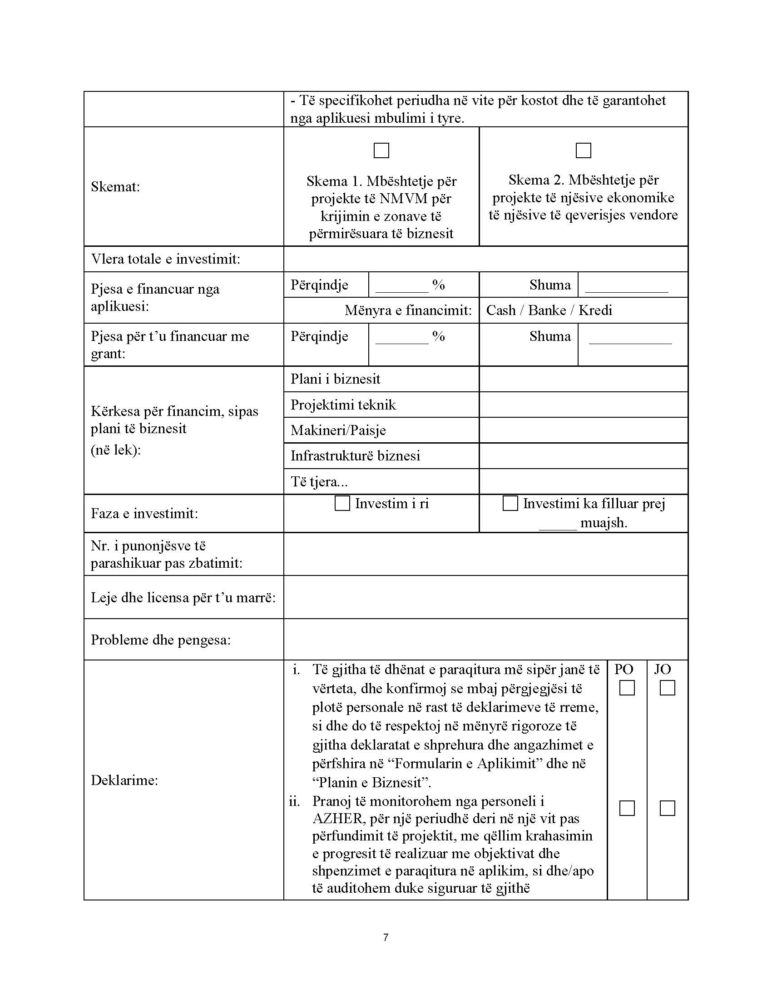 - Të specifikohet periudha në vite për kostot dhe të garantohet
nga aplikuesi mbulimi i tyre.
Skemat:
Skema 1. Mbështetje për
projekte të NMVM për
krijimin e zonave të
përmirësuara të biznesit
Skema 2. Mbështetje për
projekte të njësive ekonomike
të njësive të qeverisjes vendore
Vlera totale e investimit:
Pjesa e financuar nga
aplikuesi:
Përqindje
_______ %
Shuma
___________
Mënyra e financimit:
Cash / Banke / Kredi
Pjesa për t’u financuar me
grant:
Përqindje
_______ %
Shuma
___________
Kërkesa për financim, sipas
plani të biznesit
(në lek):
Plani i biznesit
Projektimi teknik
Makineri/Paisje
Infrastrukturë biznesi
Të tjera...
Faza e investimit:
Investim i ri
Investimi ka filluar prej
_____ muajsh.
Nr. i punonjësve të
parashikuar pas zbatimit:
Leje dhe licensa për t’u marrë:
Probleme dhe pengesa:
Deklarime:
i. Të gjitha të dhënat e paraqitura më sipër janë të
vërteta, dhe konfirmoj se mbaj përgjegjësi të
plotë personale në rast të deklarimeve të rreme,
si dhe do të respektoj në mënyrë rigoroze të
gjitha deklaratat e shprehura dhe angazhimet e
përfshira në “Formularin e Aplikimit” dhe në
“Planin e Biznesit”.
ii. Pranoj të monitorohem nga personeli i
AZHER, për një periudhë deri në një vit pas
përfundimit të projektit, me qëllim krahasimin
e progresit të realizuar me objektivat dhe
shpenzimet e paraqitura në aplikim, si dhe/apo
të auditohem duke siguruar të gjithë
PO
JO
7